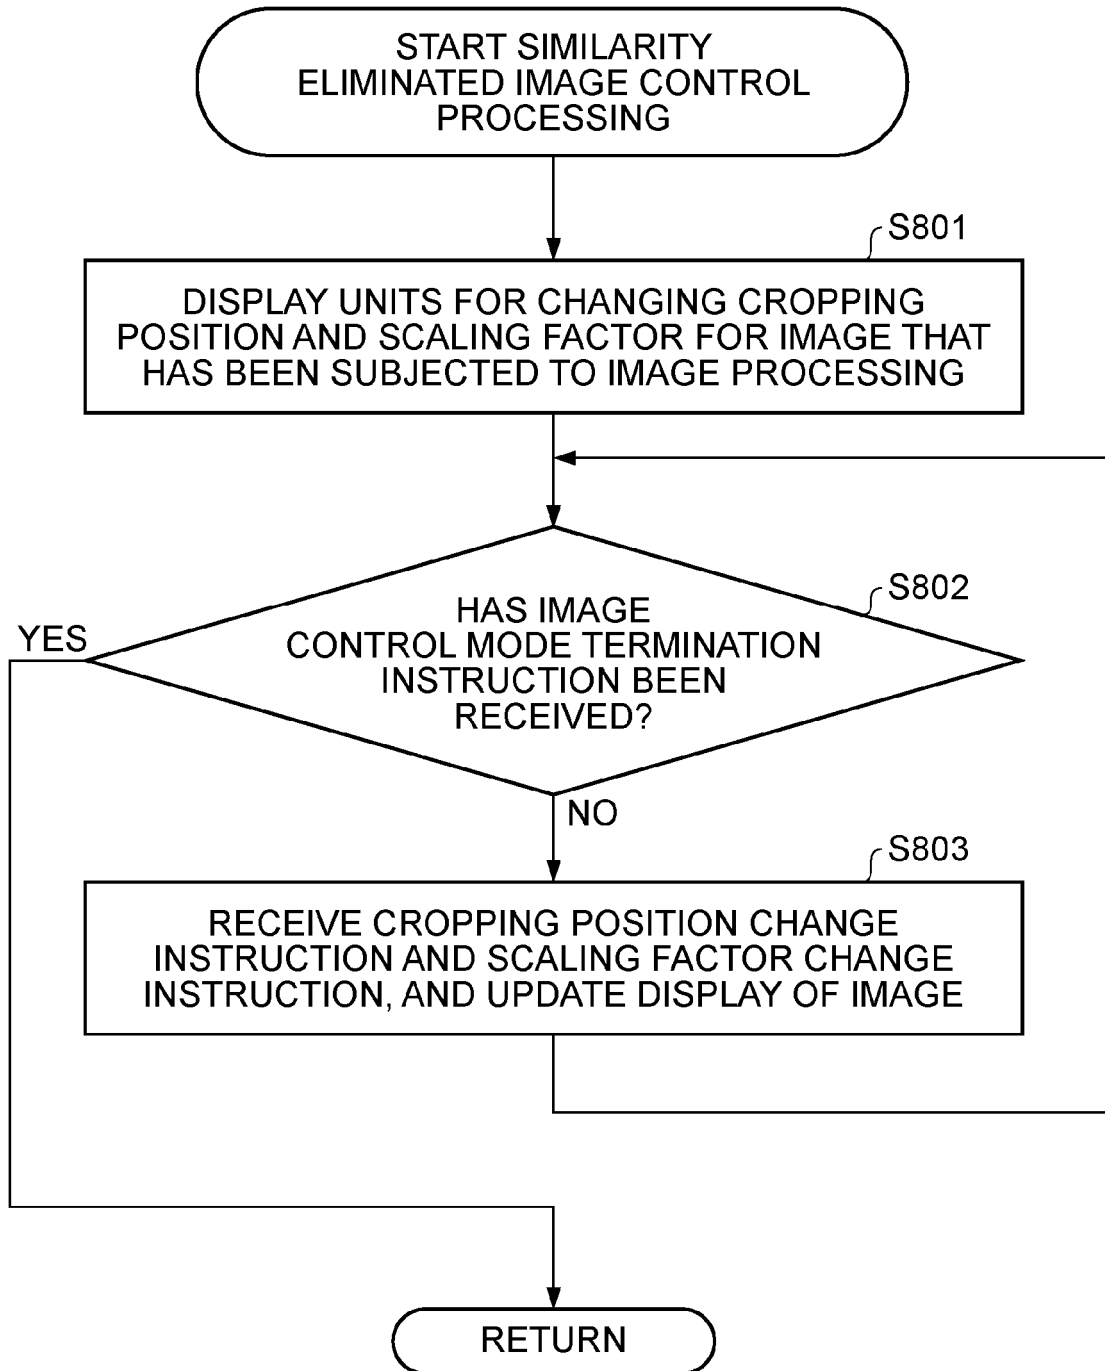 START SIMILARITY
ELIMINATED IMAGE CONTROL
PROCESSING
S801
DISPLAY UNITS FOR CHANGING CROPPING
POSITION AND SCALING FACTOR FOR IMAGE THAT
HAS BEEN SUBJECTED TO IMAGE PROCESSING
S802
YES
HAS IMAGE
CONTROL MODE TERMINATION
INSTRUCTION BEEN
RECEIVED?
NO
S803
RECEIVE CROPPING POSITION CHANGE
INSTRUCTION AND SCALING FACTOR CHANGE
INSTRUCTION, AND UPDATE DISPLAY OF IMAGE
RETURN